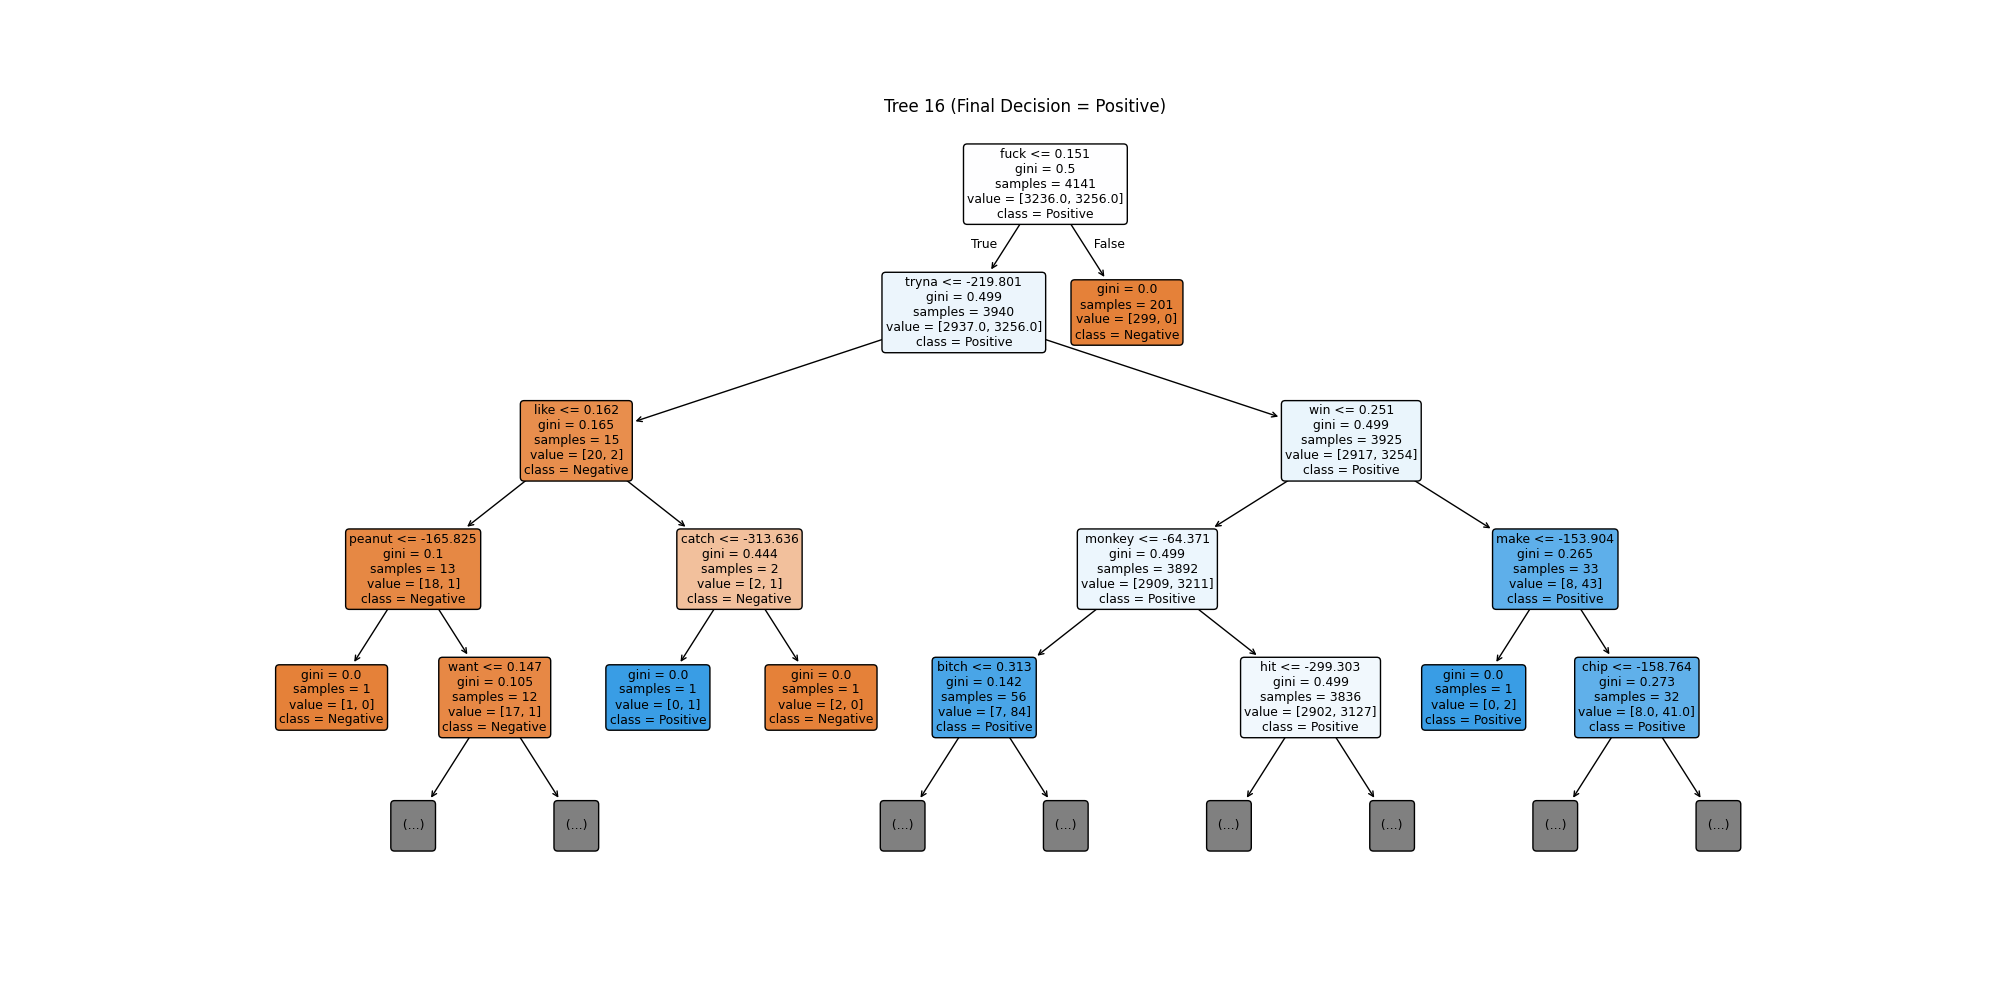 Tree 16 (Final Decision = Positive)
fuck <= 0.151
gini = 0.5
samples = 4141
value = [3236.0, 3256.0]
class = Positive
True
False
tryna <= -219.801
gini = 0.499
samples = 3940
value = [2937.0, 3256.0]
class = Positive
gini = 0.0
samples = 201
value = [299, 0]
class = Negative
like <= 0.162
gini = 0.165
samples = 15
value = [20, 2]
class = Negative
win <= 0.251
gini = 0.499
samples = 3925
value = [2917, 3254]
class = Positive
peanut <= -165.825
gini = 0.1
samples = 13
value = [18, 1]
class = Negative
catch <= -313.636
gini = 0.444
samples = 2
value = [2, 1]
class = Negative
monkey <= -64.371
gini = 0.499
samples = 3892
value = [2909, 3211]
class = Positive
make <= -153.904
gini = 0.265
samples = 33
value = [8, 43]
class = Positive
gini = 0.0
samples = 1
value = [1, 0]
class = Negative
want <= 0.147
gini = 0.105
samples = 12
value = [17, 1]
class = Negative
gini = 0.0
samples = 1
value = [0, 1]
class = Positive
gini = 0.0
samples = 1
value = [2, 0]
class = Negative
bitch <= 0.313
gini = 0.142
samples = 56
value = [7, 84]
class = Positive
hit <= -299.303
gini = 0.499
samples = 3836
value = [2902, 3127]
class = Positive
gini = 0.0
samples = 1
value = [0, 2]
class = Positive
chip <= -158.764
gini = 0.273
samples = 32
value = [8.0, 41.0]
class = Positive
(...)
(...)
(...)
(...)
(...)
(...)
(...)
(...)